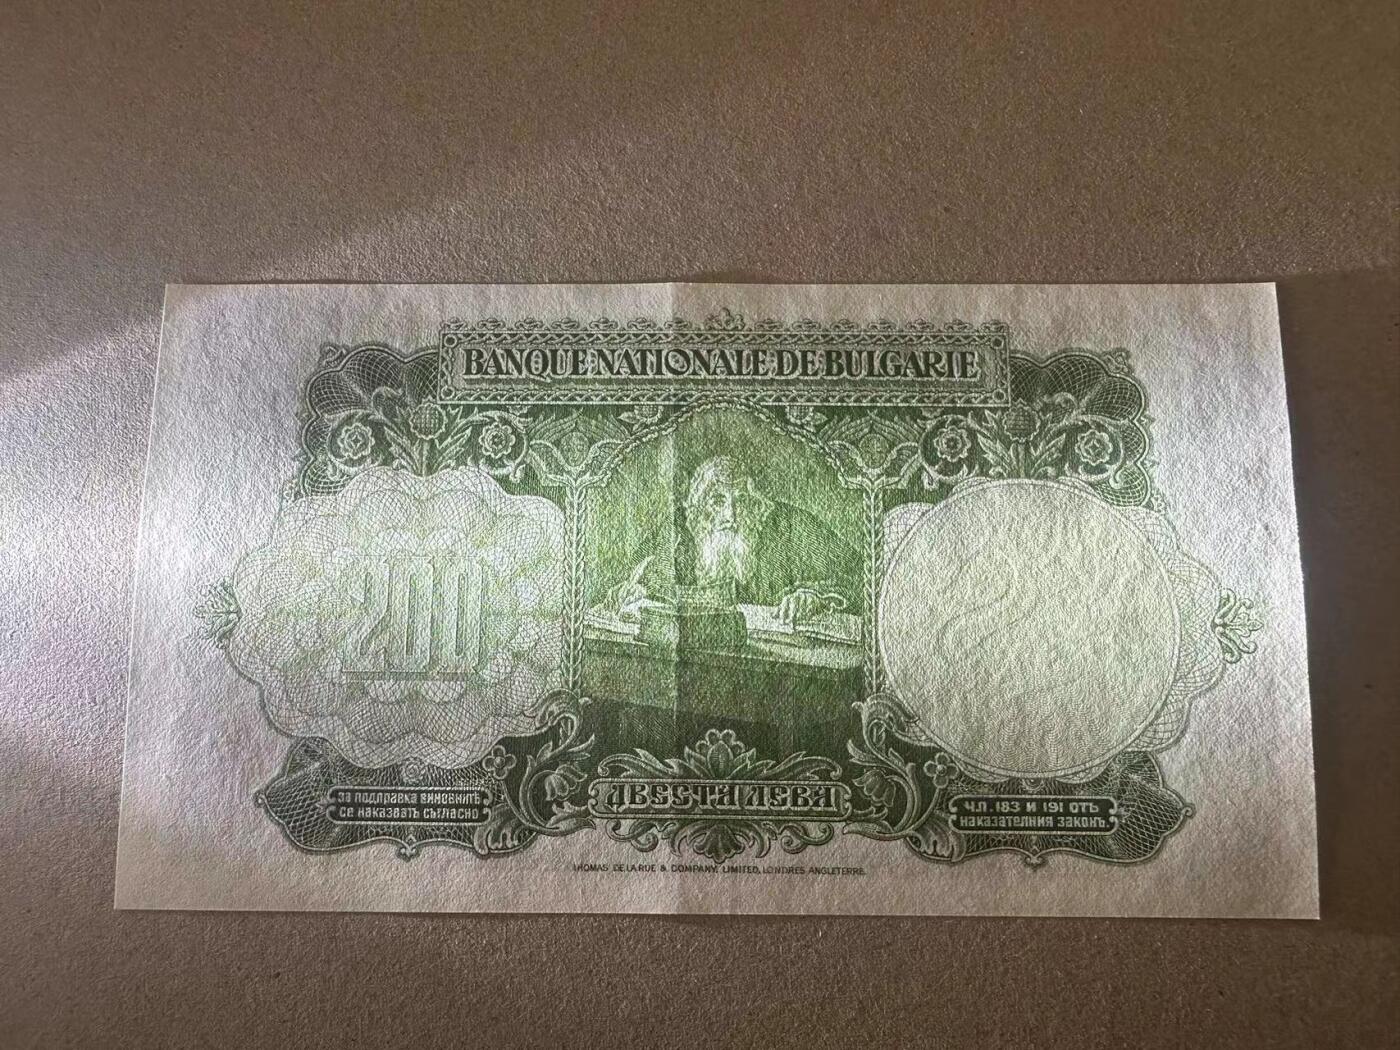 BANQUE NATIONALE DE BULGARIE
200
ДВЕСТА ЛЕВА
ЗА ПОДПРАВКА ВИНОВНИТѢ
СЕ НАКАЗВАТЪ СЪГЛАСНО
ЧЛ. 183 И 191 ОТЪ
НАКАЗАТЕЛНИЯ ЗАКОНЪ.
THOMAS DE LA RUE & COMPANY, LIMITED, LONDRES ANGLETERRE.